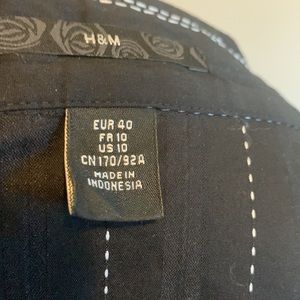 H&M
EUR 40
FR 10
US 10
CN 170/92A
MADE IN
INDONESIA